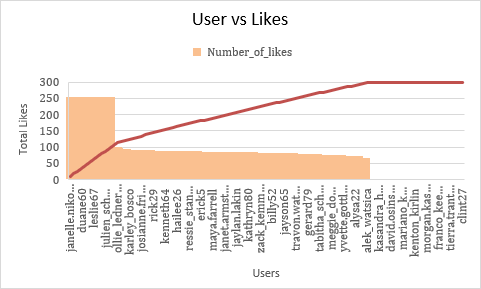 User vs Likes
Number_of_likes
Total Likes
300
250
200
150
100
50
0
janelle.niko...
duane60
leslie67
julien_sch...
ollie_ledner...
karley_bosco
josianne.fri...
rick29
kenneth64
hailee26
ressie_stan...
erick5
maya.farrell
janet.armst...
jaylan.lakin
kathryn80
zack_kemm...
billy52
jayson65
travon.wat...
gerard79
tabitha_sch...
meggie_do...
yvette.gottl...
alysa22
alek_watsica
kasandra_h...
david.osins...
mariano_k...
kenton_kirlin
morgan.kas...
franco_kee...
tierra.trant...
clint27
Users